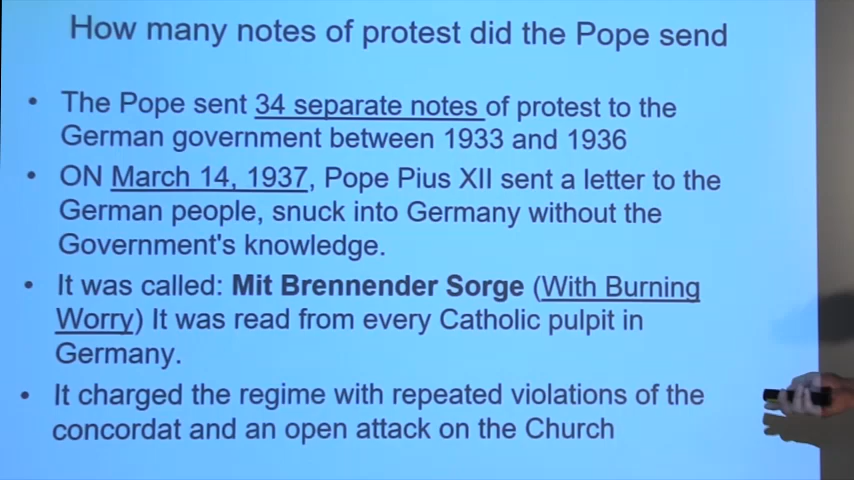 How many notes of protest did the Pope send
• The Pope sent 34 separate notes of protest to the
German government between 1933 and 1936
• ON March 14, 1937, Pope Pius XII sent a letter to the
German people, snuck into Germany without the
Government's knowledge.
• It was called: Mit Brennender Sorge (With Burning
Worry) It was read from every Catholic pulpit in
Germany.
• It charged the regime with repeated violations of the
concordat and an open attack on the Church